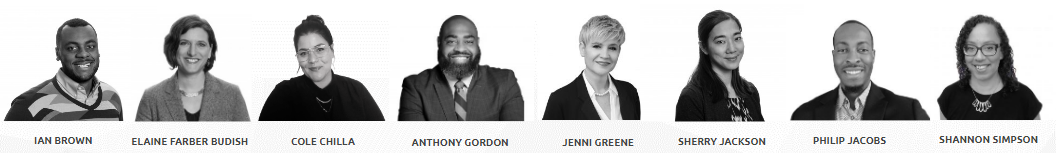 IAN BROWN
ELAINE FARBER BUDISH
COLE CHILLA
ANTHONY GORDON
JENNI GREENE
SHERRY JACKSON
PHILIP JACOBS
SHANNON SIMPSON